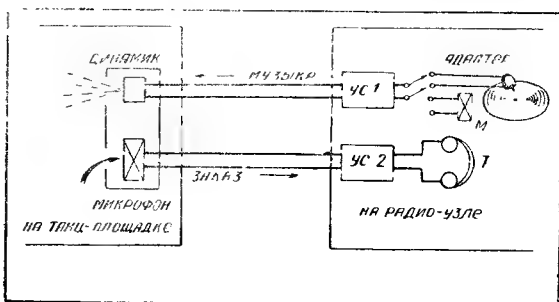 ДИНАМИК
МУЗЫКА
УС 1
АДАПТЕР
М
УС 2
Т
ЗАКАЗ
МИКРОФОН
НА ТАНЦ-ПЛОЩАДКЕ
НА РАДИО-УЗЛЕ